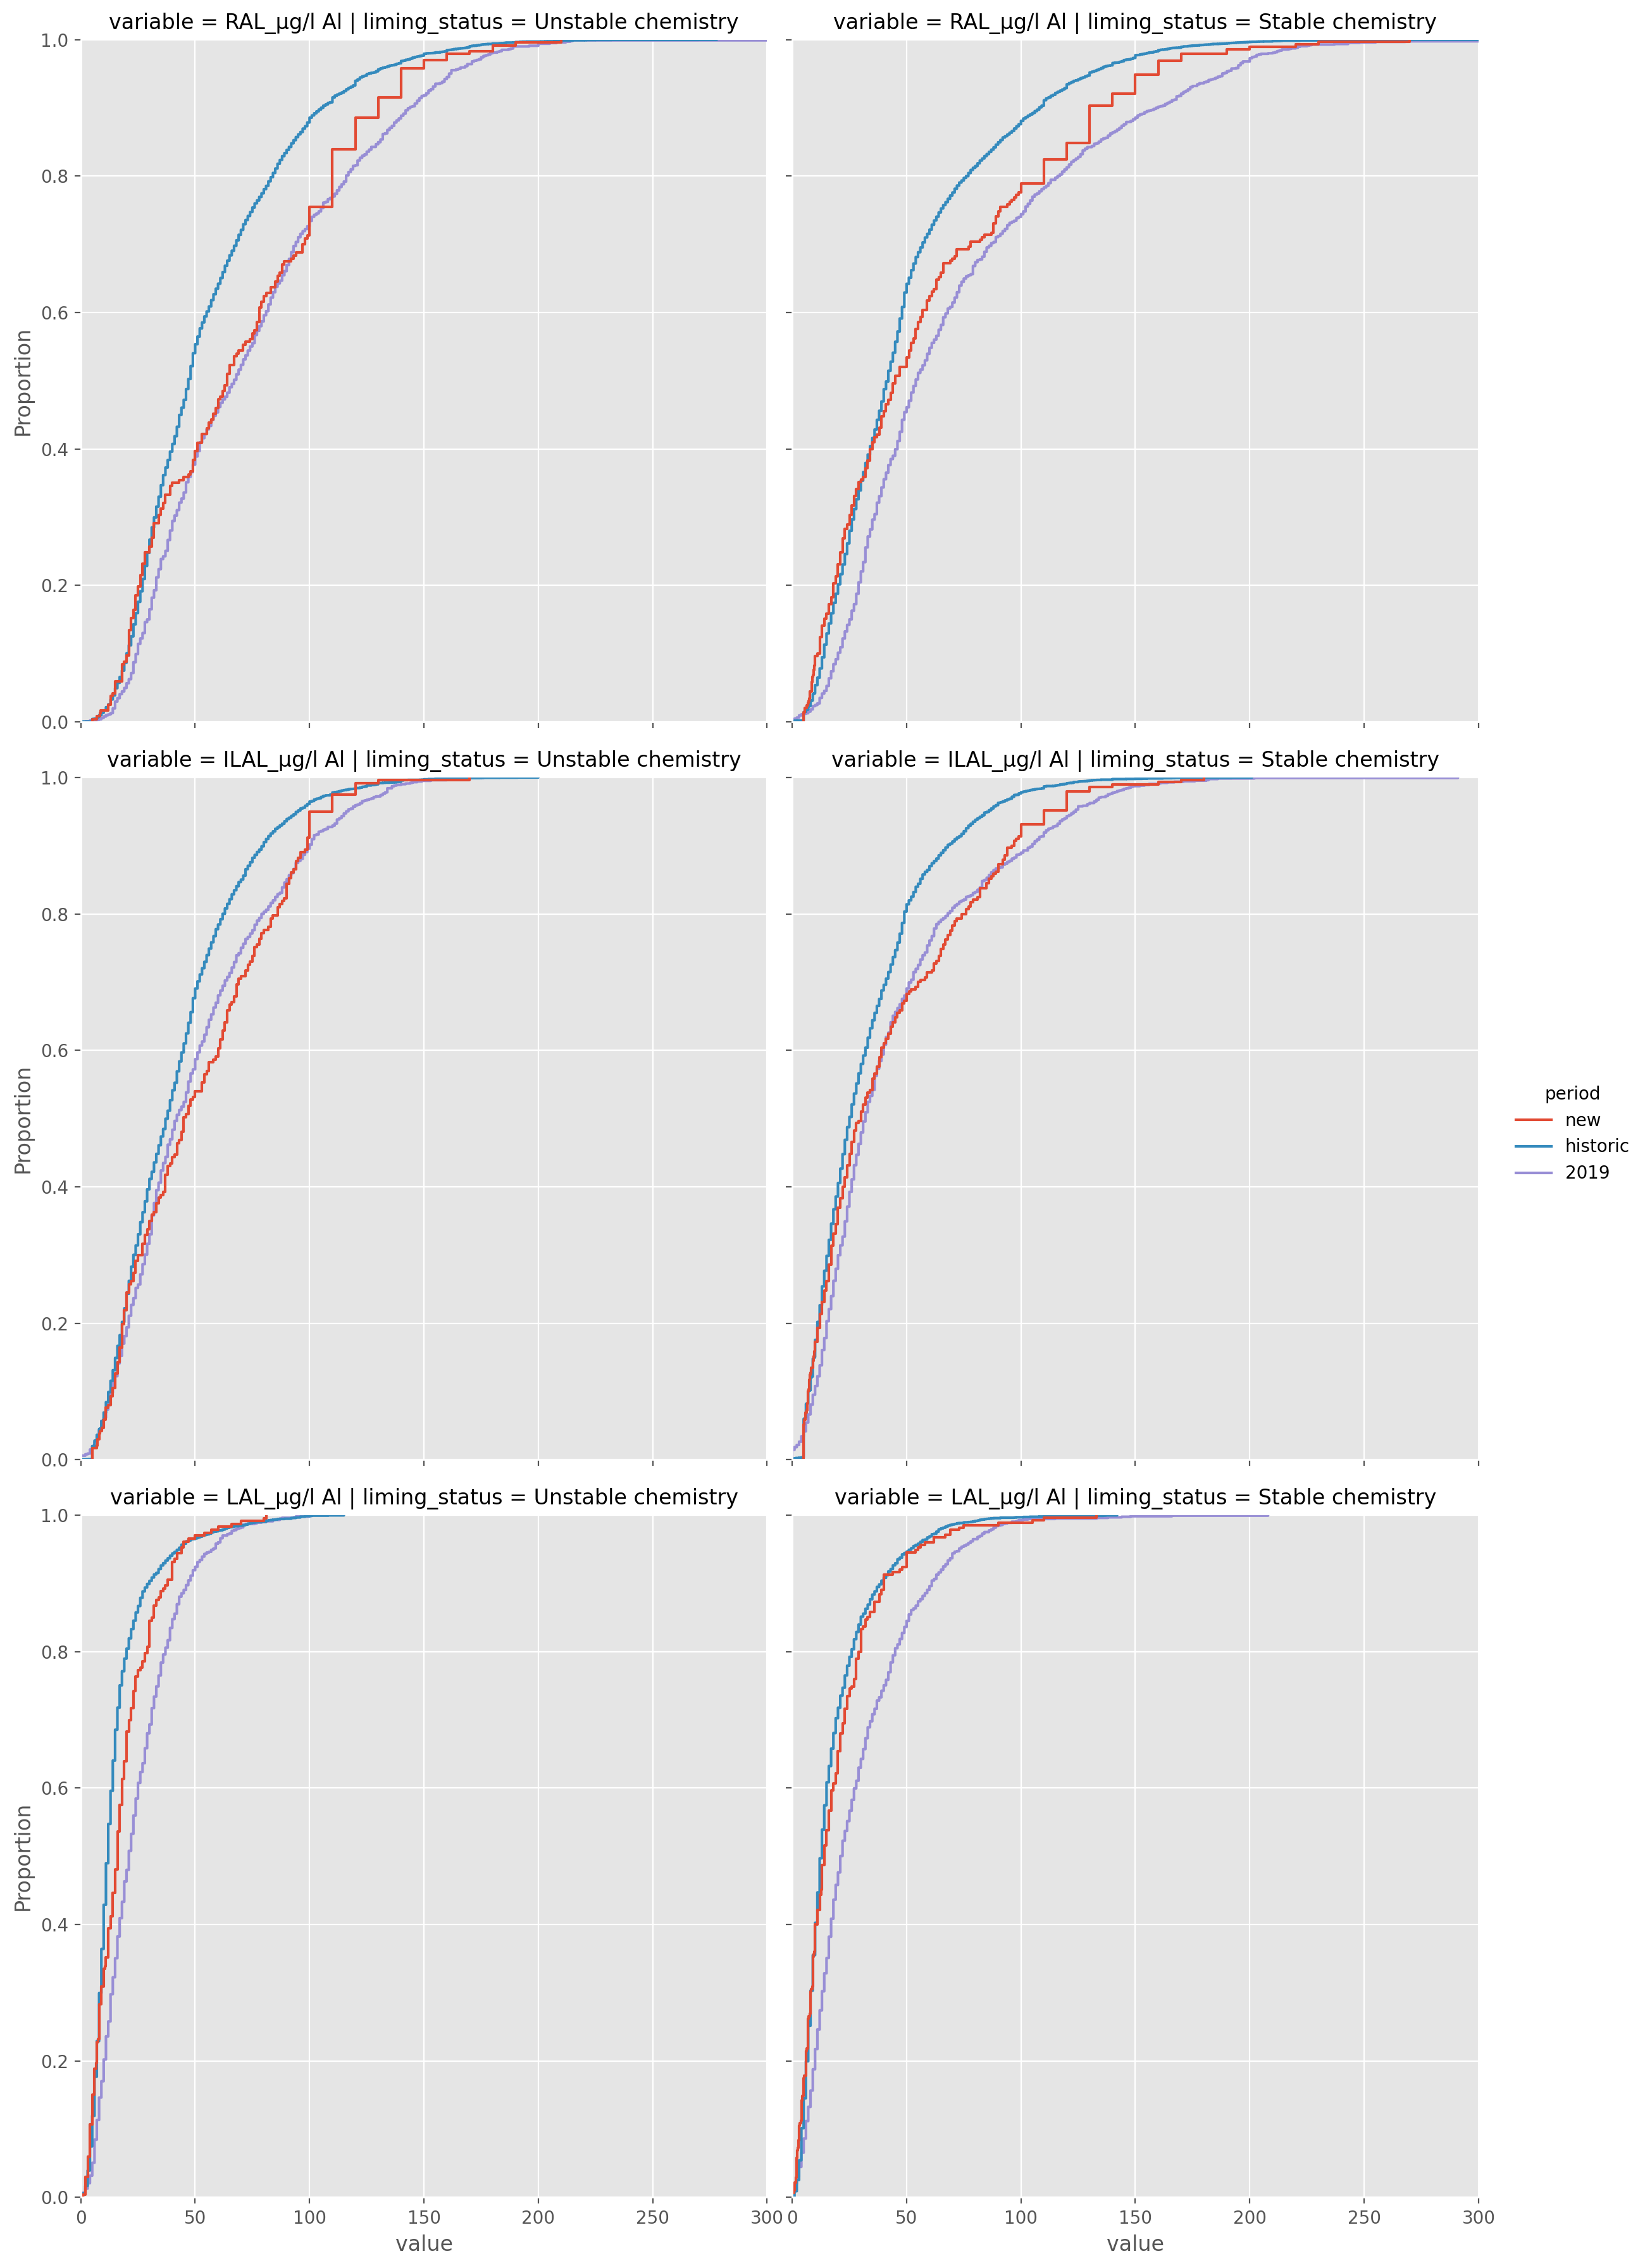 variable = RAL_µg/l Al | liming_status = Unstable chemistry
variable = RAL_µg/l Al | liming_status = Stable chemistry
1.0
0.8
0.6
0.4
0.2
0.0
Proportion
0 50 100 150 200 250 300
0 50 100 150 200 250 300
variable = ILAL_µg/l Al | liming_status = Unstable chemistry
variable = ILAL_µg/l Al | liming_status = Stable chemistry
1.0
0.8
0.6
0.4
0.2
0.0
Proportion
period
new
historic
2019
variable = LAL_µg/l Al | liming_status = Unstable chemistry
variable = LAL_µg/l Al | liming_status = Stable chemistry
1.0
0.8
0.6
0.4
0.2
0.0
Proportion
value
value